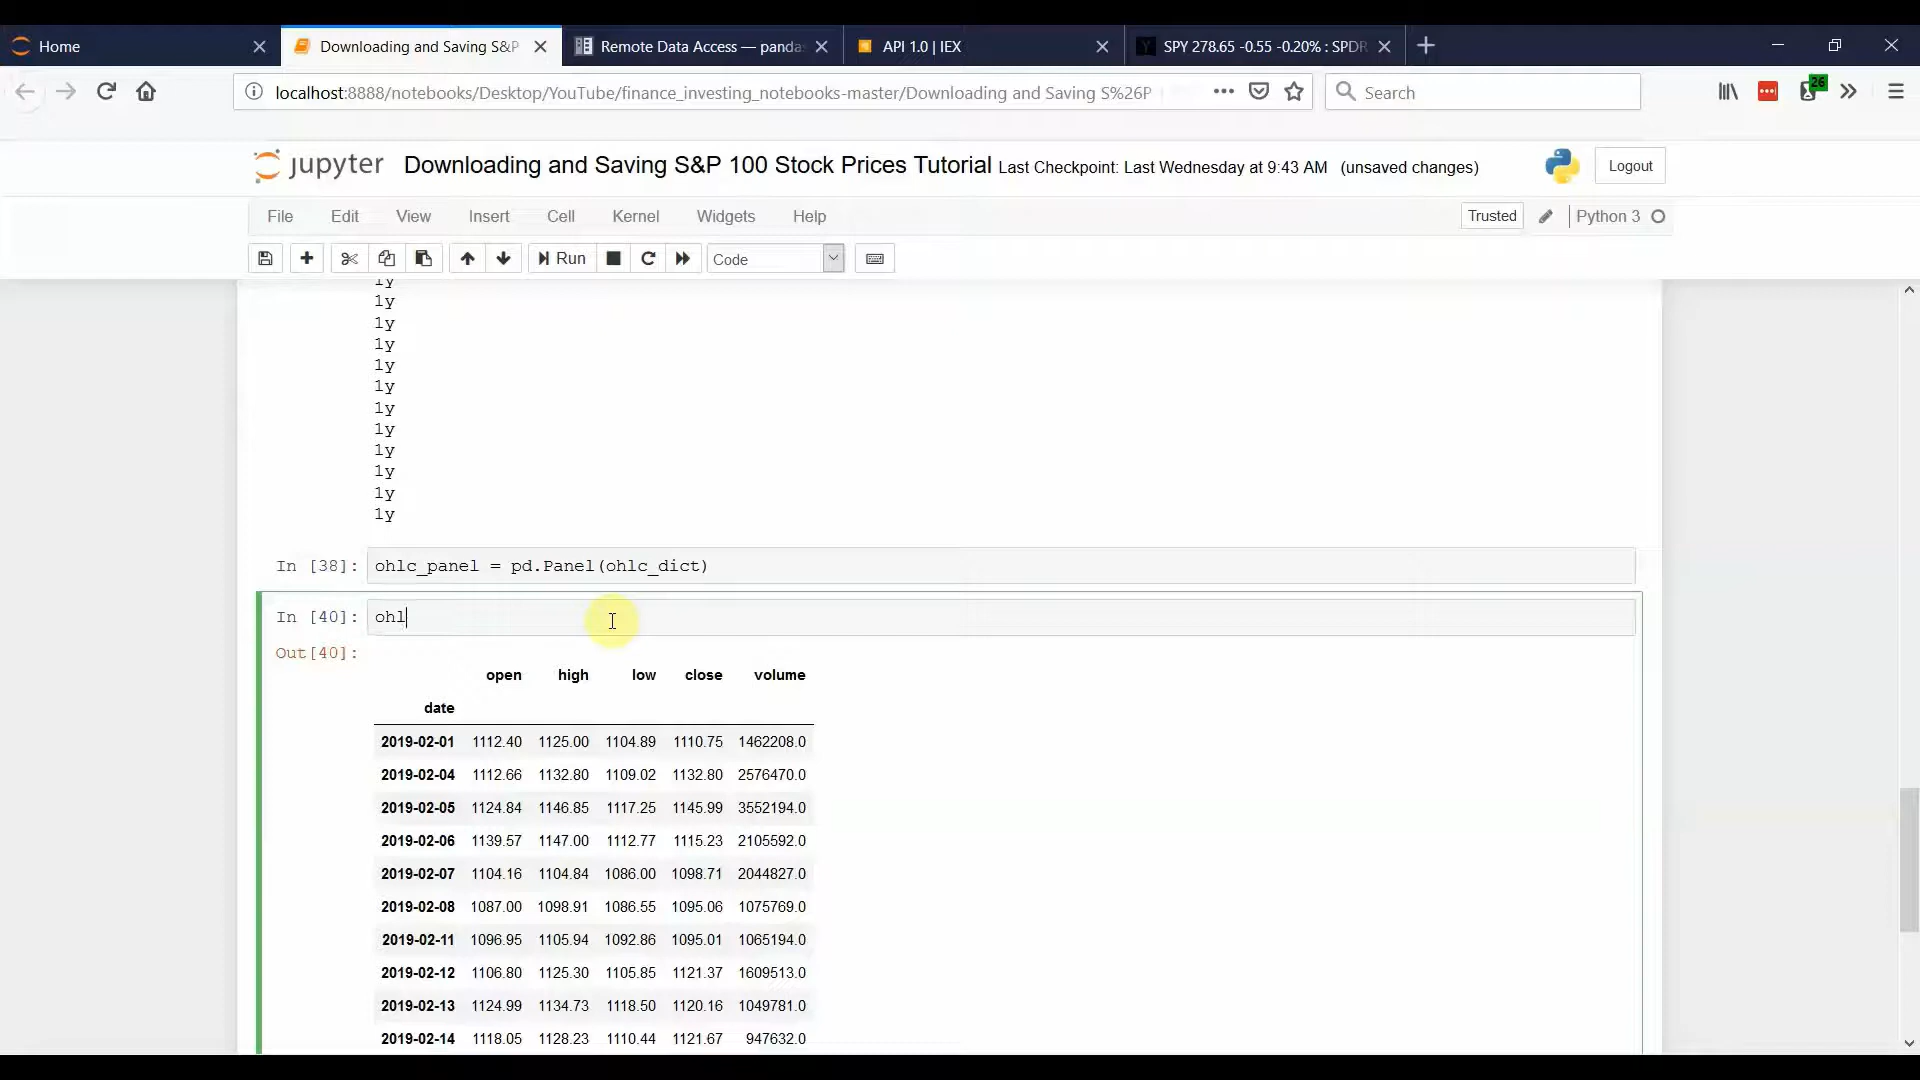 Home
Downloading and Saving S&P
Remote Data Access — panda
API 1.0 | IEX
SPY 278.65 -0.55 -0.20% : SPDR
localhost:8888/notebooks/Desktop/YouTube/finance_investing_notebooks-master/Downloading and Saving S%26P
Search
26
jupyter
Downloading and Saving S&P 100 Stock Prices Tutorial Last Checkpoint: Last Wednesday at 9:43 AM (unsaved changes)
Logout
File Edit View Insert Cell Kernel Widgets Help
Trusted
Python 3
Run
Code
1y
1y
1y
1y
1y
1y
1y
1y
1y
1y
1y
1y
In [38]: ohlc_panel = pd.Panel(ohlc_dict)
In [40]: ohl
Out[40]:
open high low close volume
date
2019-02-01 1112.40 1125.00 1104.89 1110.75 1462208.0
2019-02-04 1112.66 1132.80 1109.02 1132.80 2576470.0
2019-02-05 1124.84 1146.85 1117.25 1145.99 3552194.0
2019-02-06 1139.57 1147.00 1112.77 1115.23 2105592.0
2019-02-07 1104.16 1104.84 1086.00 1098.71 2044827.0
2019-02-08 1087.00 1098.91 1086.55 1095.06 1075769.0
2019-02-11 1096.95 1105.94 1092.86 1095.01 1065194.0
2019-02-12 1106.80 1125.30 1105.85 1121.37 1609513.0
2019-02-13 1124.99 1134.73 1118.50 1120.16 1049781.0
2019-02-14 1118.05 1128.23 1110.44 1121.67 947632.0